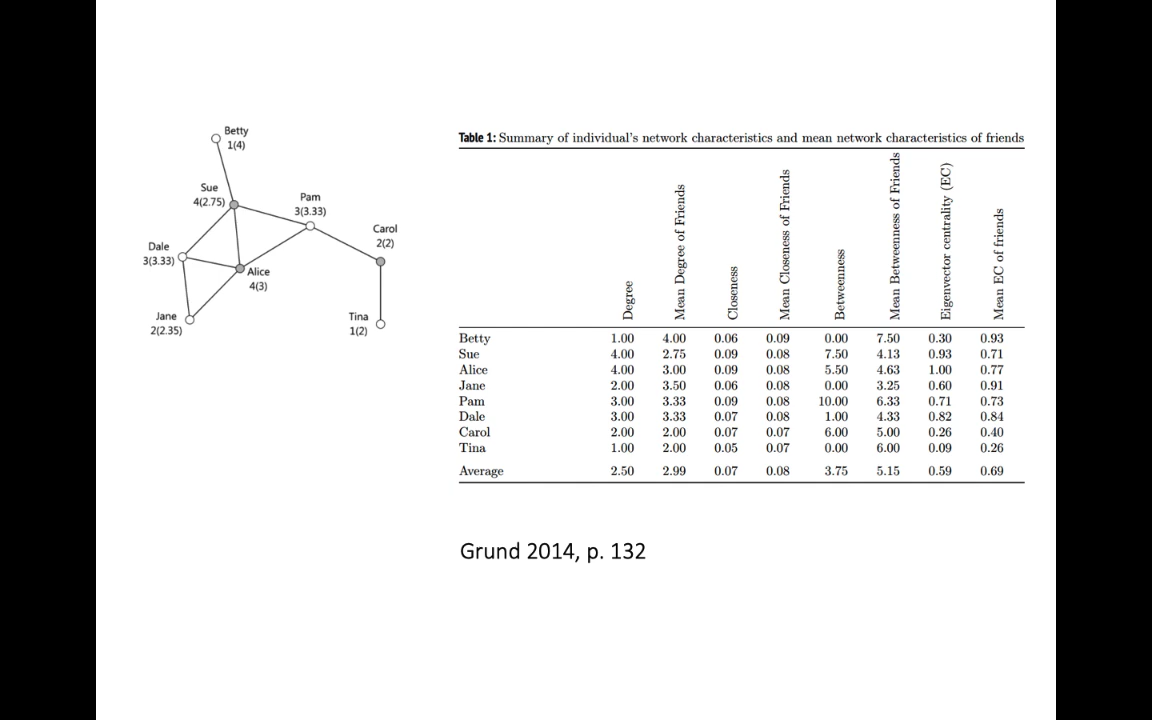 Betty
1(4)
Sue
4(2.75)
Pam
3(3.33)
Carol
2(2)
Dale
3(3.33)
Alice
4(3)
Jane
2(2.35)
Tina
1(2)
Table 1: Summary of individual's network characteristics and mean network characteristics of friends
Degree
Mean Degree of Friends
Closeness
Mean Closeness of Friends
Betweenness
Mean Betweenness of Friends
Eigenvector centrality (EC)
Mean EC of friends
Betty 1.00 4.00 0.06 0.09 0.00 7.50 0.30 0.93
Sue 4.00 2.75 0.09 0.08 7.50 4.13 0.93 0.71
Alice 4.00 3.00 0.09 0.08 5.50 4.63 1.00 0.77
Jane 2.00 3.50 0.06 0.08 0.00 3.25 0.60 0.91
Pam 3.00 3.33 0.09 0.08 10.00 6.33 0.71 0.73
Dale 3.00 3.33 0.07 0.08 1.00 4.33 0.82 0.84
Carol 2.00 2.00 0.07 0.07 6.00 5.00 0.26 0.40
Tina 1.00 2.00 0.05 0.07 0.00 6.00 0.09 0.26
Average 2.50 2.99 0.07 0.08 3.75 5.15 0.59 0.69
Grund 2014, p. 132